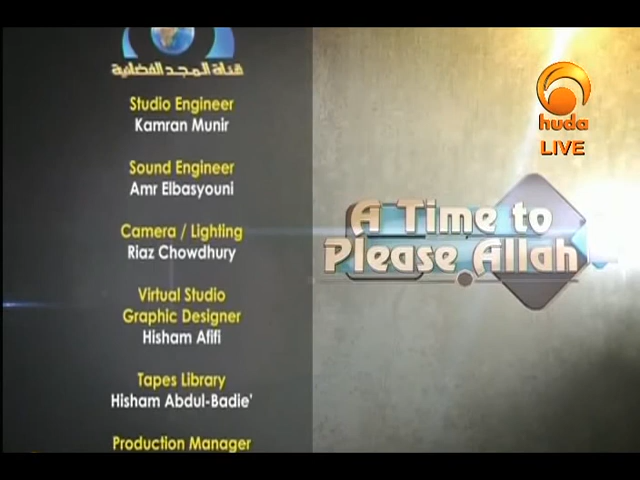 قناة المجد الفضائية
Studio Engineer
Kamran Munir
Sound Engineer
Amr Elbasyouni
Camera / Lighting
Riaz Chowdhury
Virtual Studio
Graphic Designer
Hisham Afifi
Tapes Library
Hisham Abdul-Badie'
Production Manager
huda
LIVE
A Time to
Please Allah